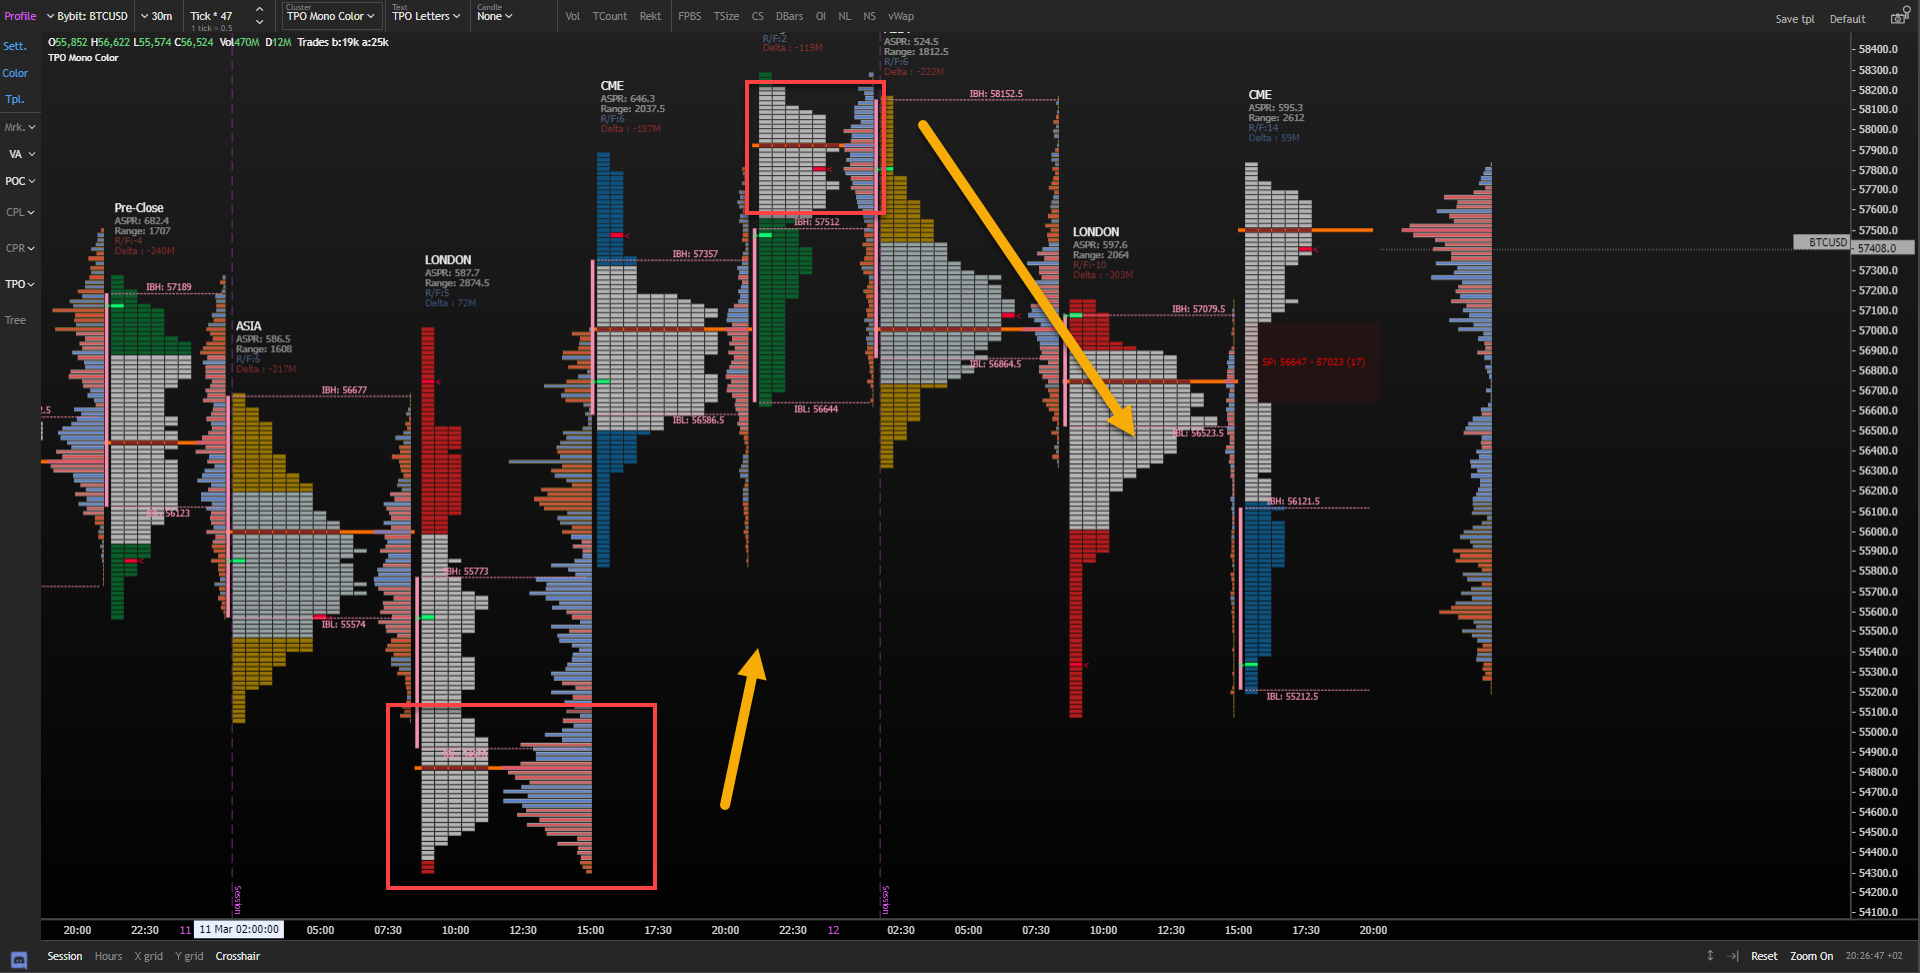 Profile
Bybit: BTCUSD
30m
Tick * 47
1 tick = 0.5
Cluster
TPO Mono Color
Text
TPO Letters
Candle
None
Vol TCount Rekt
FPBS TSize CS DBars OI NL NS vWap
Save tpl Default
Sett.
Color
Tpl.
Mrk.
VA
POC
CPL
CPR
TPO
Tree
O55,852 H56,622 L55,574 C56,524 Vol470M D12M Trades b:19k a:25k
TPO Mono Color
Pre-Close
ASPR: 682.4
Range: 1707
R/F:-4
Delta : -240M
IBH: 57189
56123
ASIA
ASPR: 586.5
Range: 1608
R/F:6
Delta : -217M
IBH: 56677
IBL: 55574
LONDON
ASPR: 587.7
Range: 2874.5
R/F:5
Delta : 72M
IBH: 55773
CME
ASPR: 646.3
Range: 2037.5
R/F:6
Delta : -187M
IBH: 57357
IBL: 56586.5
R/F:2
Delta : -119M
IBH: 57512
IBL: 56644
ASPR: 524.5
Range: 1812.5
R/F:6
Delta : -222M
IBH: 58152.5
IBL: 56864.5
LONDON
ASPR: 597.6
Range: 2064
R/F:-10
Delta : -303M
IBH: 57079.5
IBL: 56523.5
CME
ASPR: 595.3
Range: 2612
R/F:14
Delta : 59M
SP: 56647 - 57023 (17)
IBH: 56121.5
IBL: 55212.5
58400.0
58300.0
58200.0
58100.0
58000.0
57900.0
57800.0
57700.0
57600.0
57500.0
BTCUSD 57408.0
57300.0
57200.0
57100.0
57000.0
56900.0
56800.0
56700.0
56600.0
56500.0
56400.0
56300.0
56200.0
56100.0
56000.0
55900.0
55800.0
55700.0
55600.0
55500.0
55400.0
55300.0
55200.0
55100.0
55000.0
54900.0
54800.0
54700.0
54600.0
54500.0
54400.0
54300.0
54200.0
54100.0
Session
Session
20:00 22:30 11 11 Mar 02:00:00 05:00 07:30 10:00 12:30 15:00 17:30 20:00 22:30 12 02:30 05:00 07:30 10:00 12:30 15:00 17:30 20:00
Session Hours X grid Y grid Crosshair
Reset Zoom On 20:26:47 +02